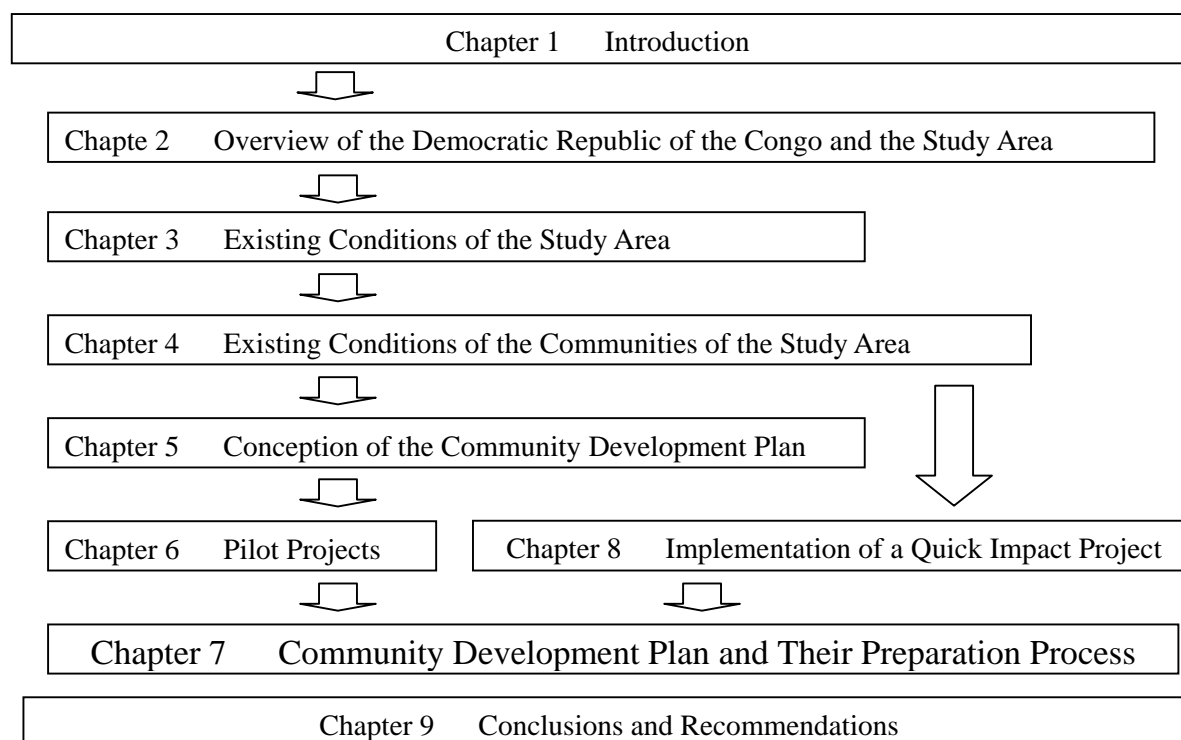 Chapter 1 Introduction
Chapte 2 Overview of the Democratic Republic of the Congo and the Study Area
Chapter 3 Existing Conditions of the Study Area
Chapter 4 Existing Conditions of the Communities of the Study Area
Chapter 5 Conception of the Community Development Plan
Chapter 6 Pilot Projects
Chapter 8 Implementation of a Quick Impact Project
Chapter 7 Community Development Plan and Their Preparation Process
Chapter 9 Conclusions and Recommendations